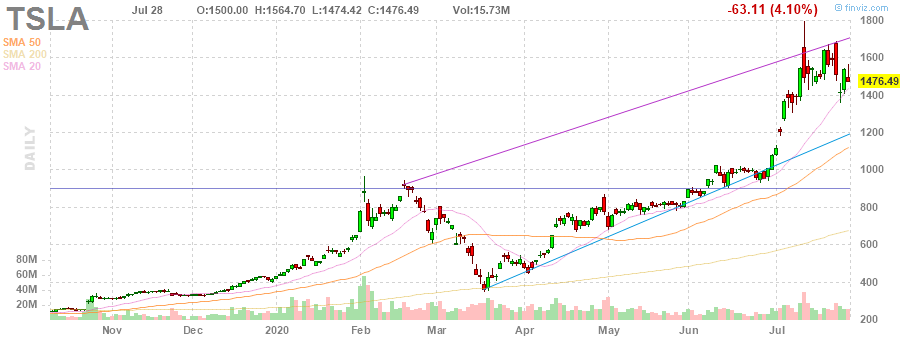 TSLA
Jul 28 O:1500.00 H:1564.70 L:1474.42 C:1476.49 Vol:15.73M -63.11 (4.10%) © finviz.com
SMA 50
SMA 200
SMA 20
DAILY
1800
1600
1476.49
1400
1200
1000
800
600
400
200
80M
60M
40M
20M
Nov Dec 2020 Feb Mar Apr May Jun Jul